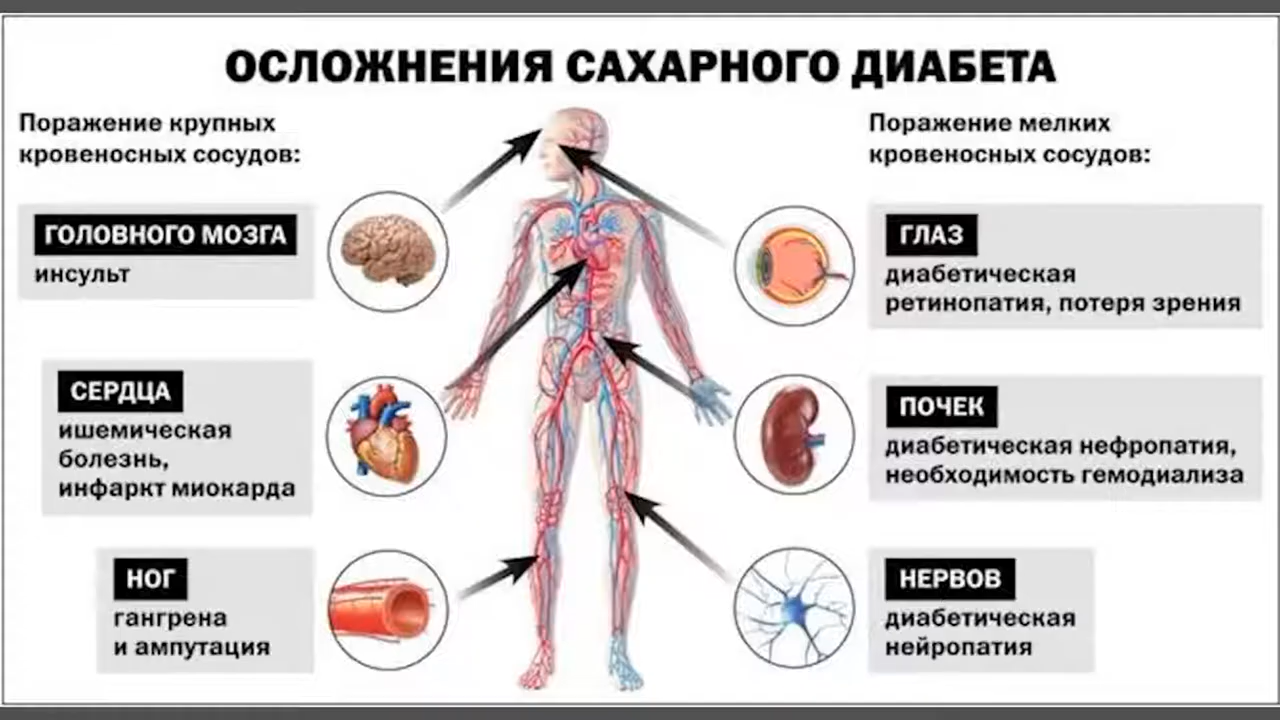 ОСЛОЖНЕНИЯ САХАРНОГО ДИАБЕТА
Поражение крупных
кровеносных сосудов:
ГОЛОВНОГО МОЗГА
инсульт
СЕРДЦА
ишемическая
болезнь,
инфаркт миокарда
НОГ
гангрена
и ампутация
Поражение мелких
кровеносных сосудов:
ГЛАЗ
диабетическая
ретинопатия, потеря зрения
ПОЧЕК
диабетическая нефропатия,
необходимость гемодиализа
НЕРВОВ
диабетическая
нейропатия